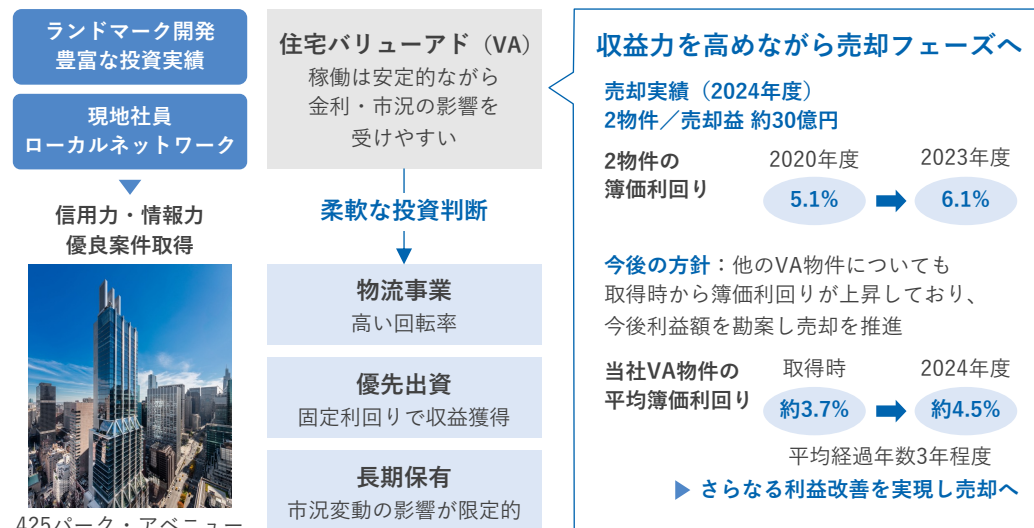 ランドマーク開発
豊富な投資実績
現地社員
ローカルネットワーク
信用力・情報力
優良案件取得
425パーク・アベニュー
住宅バリューアド（VA）
稼働は安定的ながら
金利・市況の影響を
受けやすい
柔軟な投資判断
物流事業
高い回転率
優先出資
固定利回りで収益獲得
長期保有
市況変動の影響が限定的
収益力を高めながら売却フェーズへ
売却実績（2024年度）
2物件／売却益 約30億円
2物件の
簿価利回り
2020年度
2023年度
5.1%
6.1%
今後の方針：他のVA物件についても
取得時から簿価利回りが上昇しており、
今後利益額を勘案し売却を推進
当社VA物件の
平均簿価利回り
取得時
2024年度
約3.7%
約4.5%
平均経過年数3年程度
▶ さらなる利益改善を実現し売却へ